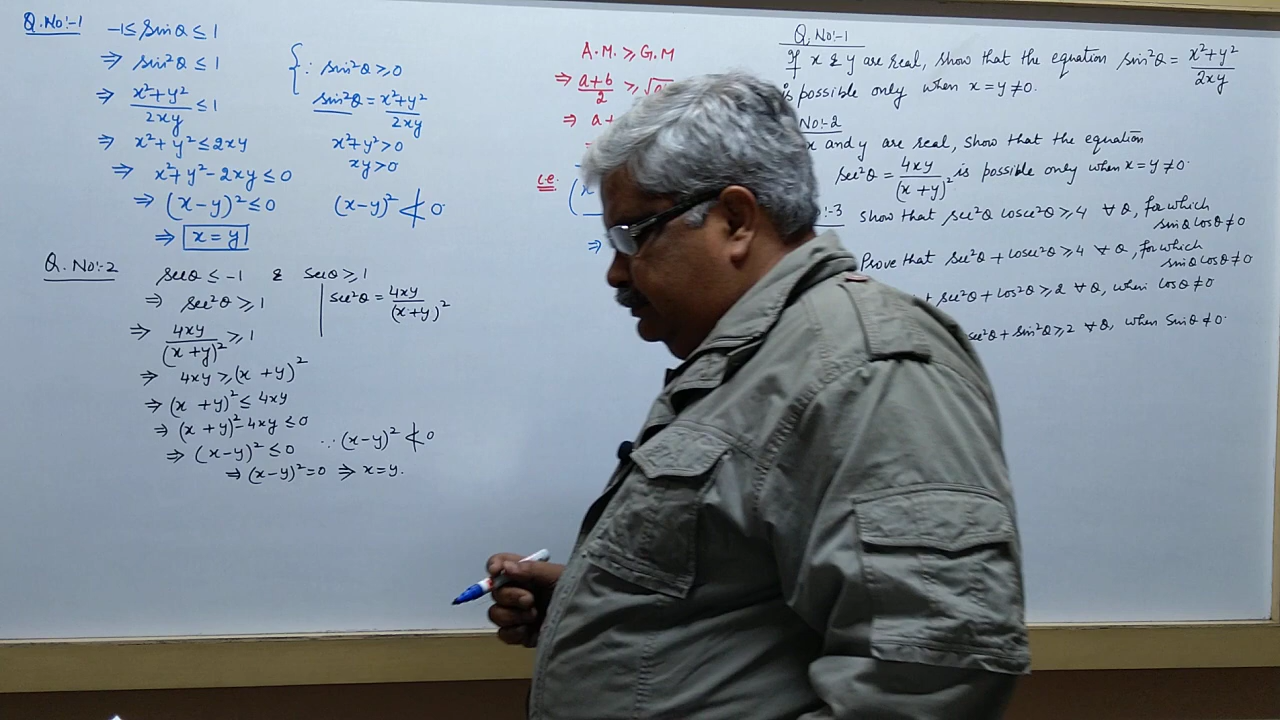 Q.No:-1 -1≤ sinθ ≤ 1
⇒ sin²θ ≤ 1
⇒ x²+y²/2xy ≤ 1
⇒ x²+y² ≤ 2xy
⇒ x²+y²-2xy ≤ 0
⇒ (x-y)² ≤ 0
⇒ x=y
{∵ sin²θ ≥ 0
sin²θ = x²+y²/2xy
x²+y² > 0
xy > 0
(x-y)² ≮ 0
Q.No:-2 secθ ≤ -1 & secθ ≥ 1
⇒ sec²θ ≥ 1
sec²θ = 4xy/(x+y)²
⇒ 4xy/(x+y)² ≥ 1
⇒ 4xy ≥ (x+y)²
⇒ (x+y)² ≤ 4xy
⇒ (x+y)²-4xy ≤ 0
⇒ (x-y)² ≤ 0 ∵ (x-y)² ≮ 0
⇒ (x-y)²=0 ⇒ x=y.
A.M. ≥ G.M
⇒ a+b/2 ≥ √
⇒ a+
i.e.
⇒
Q.No:-1
If x & y are real, show that the equation sin²θ = x²+y²/2xy
is possible only when x=y≠0.
No:-2
x and y are real, show that the equation
sec²θ = 4xy/(x+y)² is possible only when x=y≠0.
:-3 show that sec²θ cosec²θ ≥ 4 ∀ θ, for which
sinθ cosθ ≠ 0
Prove that sec²θ + cosec²θ ≥ 4 ∀ θ, for which
sinθ cosθ ≠ 0
t sec²θ + cos²θ ≥ 2 ∀ θ, when cosθ ≠ 0
sec²θ + sin²θ ≥ 2 ∀ θ, when sinθ ≠ 0.